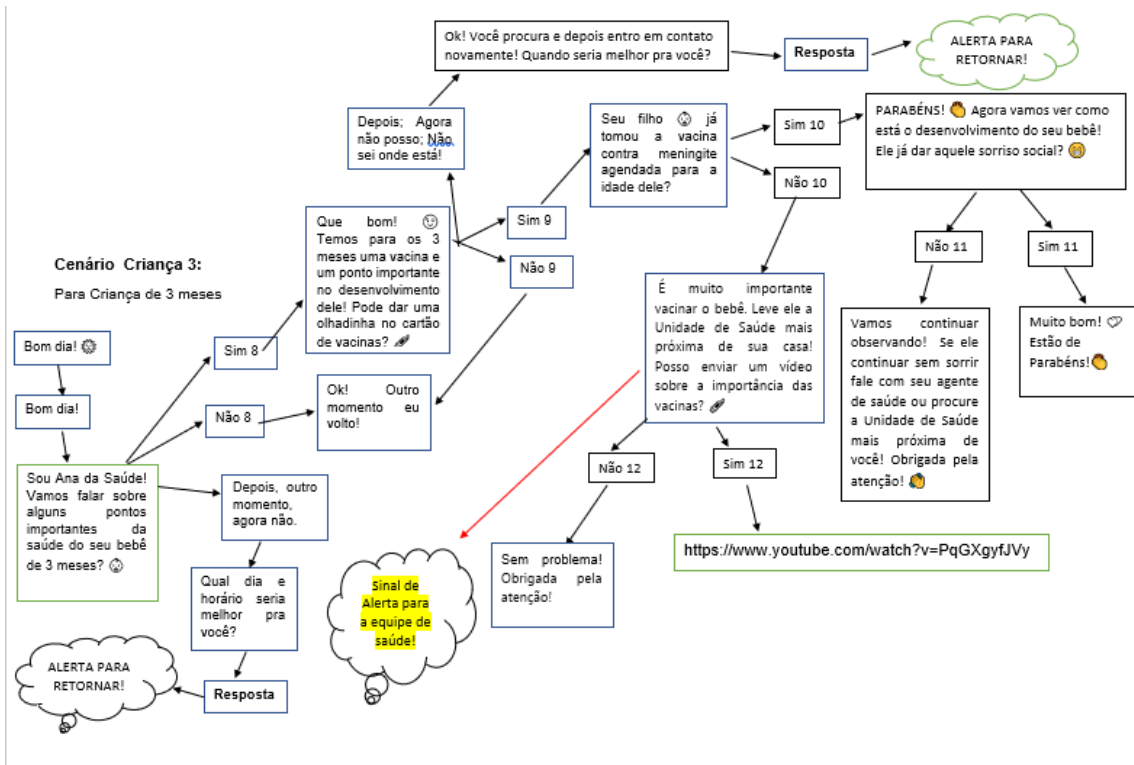 Ok! Você procura e depois entro em contato
novamente! Quando seria melhor pra você?
Resposta
ALERTA PARA
RETORNAR!
Depois; Agora
não posso; Não
sei onde está!
Seu filho já
tomou a vacina
contra meningite
agendada para a
idade dele?
Sim 10
Não 10
PARABÉNS! Agora vamos ver como
está o desenvolvimento do seu bebê!
Ele já dar aquele sorriso social?
Que bom!
Temos para os 3
meses uma vacina e
um ponto importante
no desenvolvimento
dele! Pode dar uma
olhadinha no cartão
de vacinas?
Sim 9
Não 9
Não 11
Sim 11
Cenário Criança 3:
Para Criança de 3 meses
É muito importante
vacinar o bebê. Leve ele a
Unidade de Saúde mais
próxima de sua casa!
Posso enviar um vídeo
sobre a importância das
vacinas?
Vamos continuar
observando! Se ele
continuar sem sorrir
fale com seu agente
de saúde ou procure
a Unidade de Saúde
mais próxima de
você! Obrigada pela
atenção!
Muito bom!
Estão de
Parabéns!
Bom dia!
Sim 8
Bom dia!
Não 8
Ok! Outro
momento eu
volto!
Sou Ana da Saúde!
Vamos falar sobre
alguns pontos
importantes da
saúde do seu bebê
de 3 meses?
Depois, outro
momento,
agora não.
Não 12
Sim 12
https://www.youtube.com/watch?v=PqGXgyfJVy
Sem problema!
Obrigada pela
atenção!
Sinal de
Alerta para
a equipe de
saúde!
Qual dia e
horário seria
melhor pra
você?
ALERTA PARA
RETORNAR!
Resposta